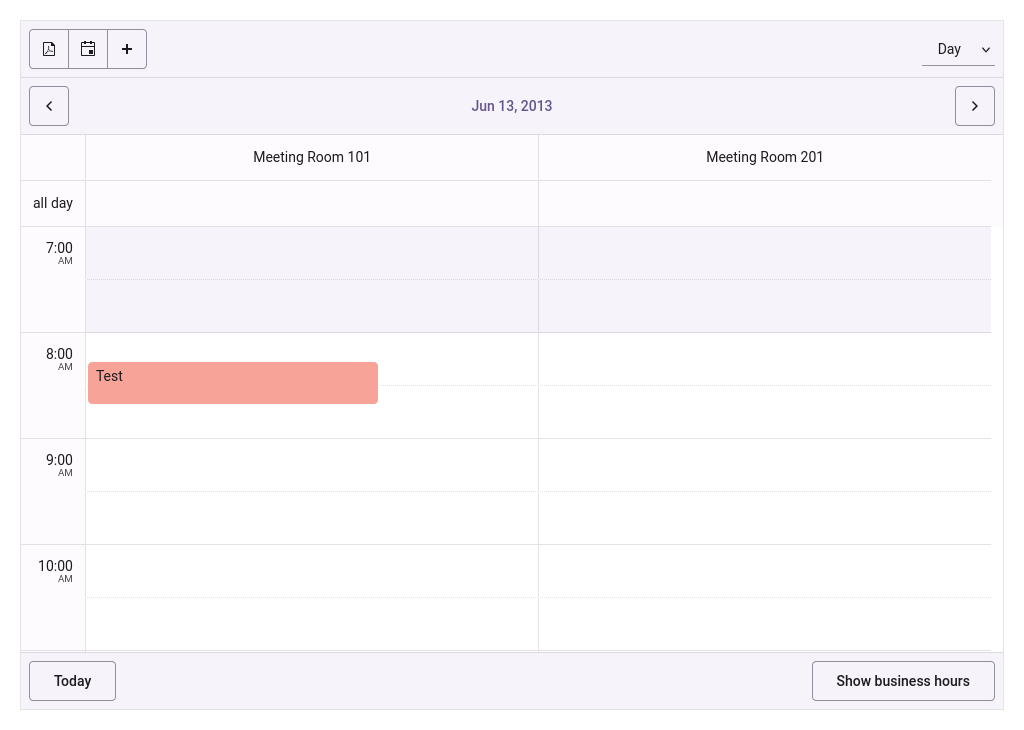 Day
Jun 13, 2013
Meeting Room 101
Meeting Room 201
all day
7:00
AM
8:00
AM
Test
9:00
AM
10:00
AM
Today
Show business hours